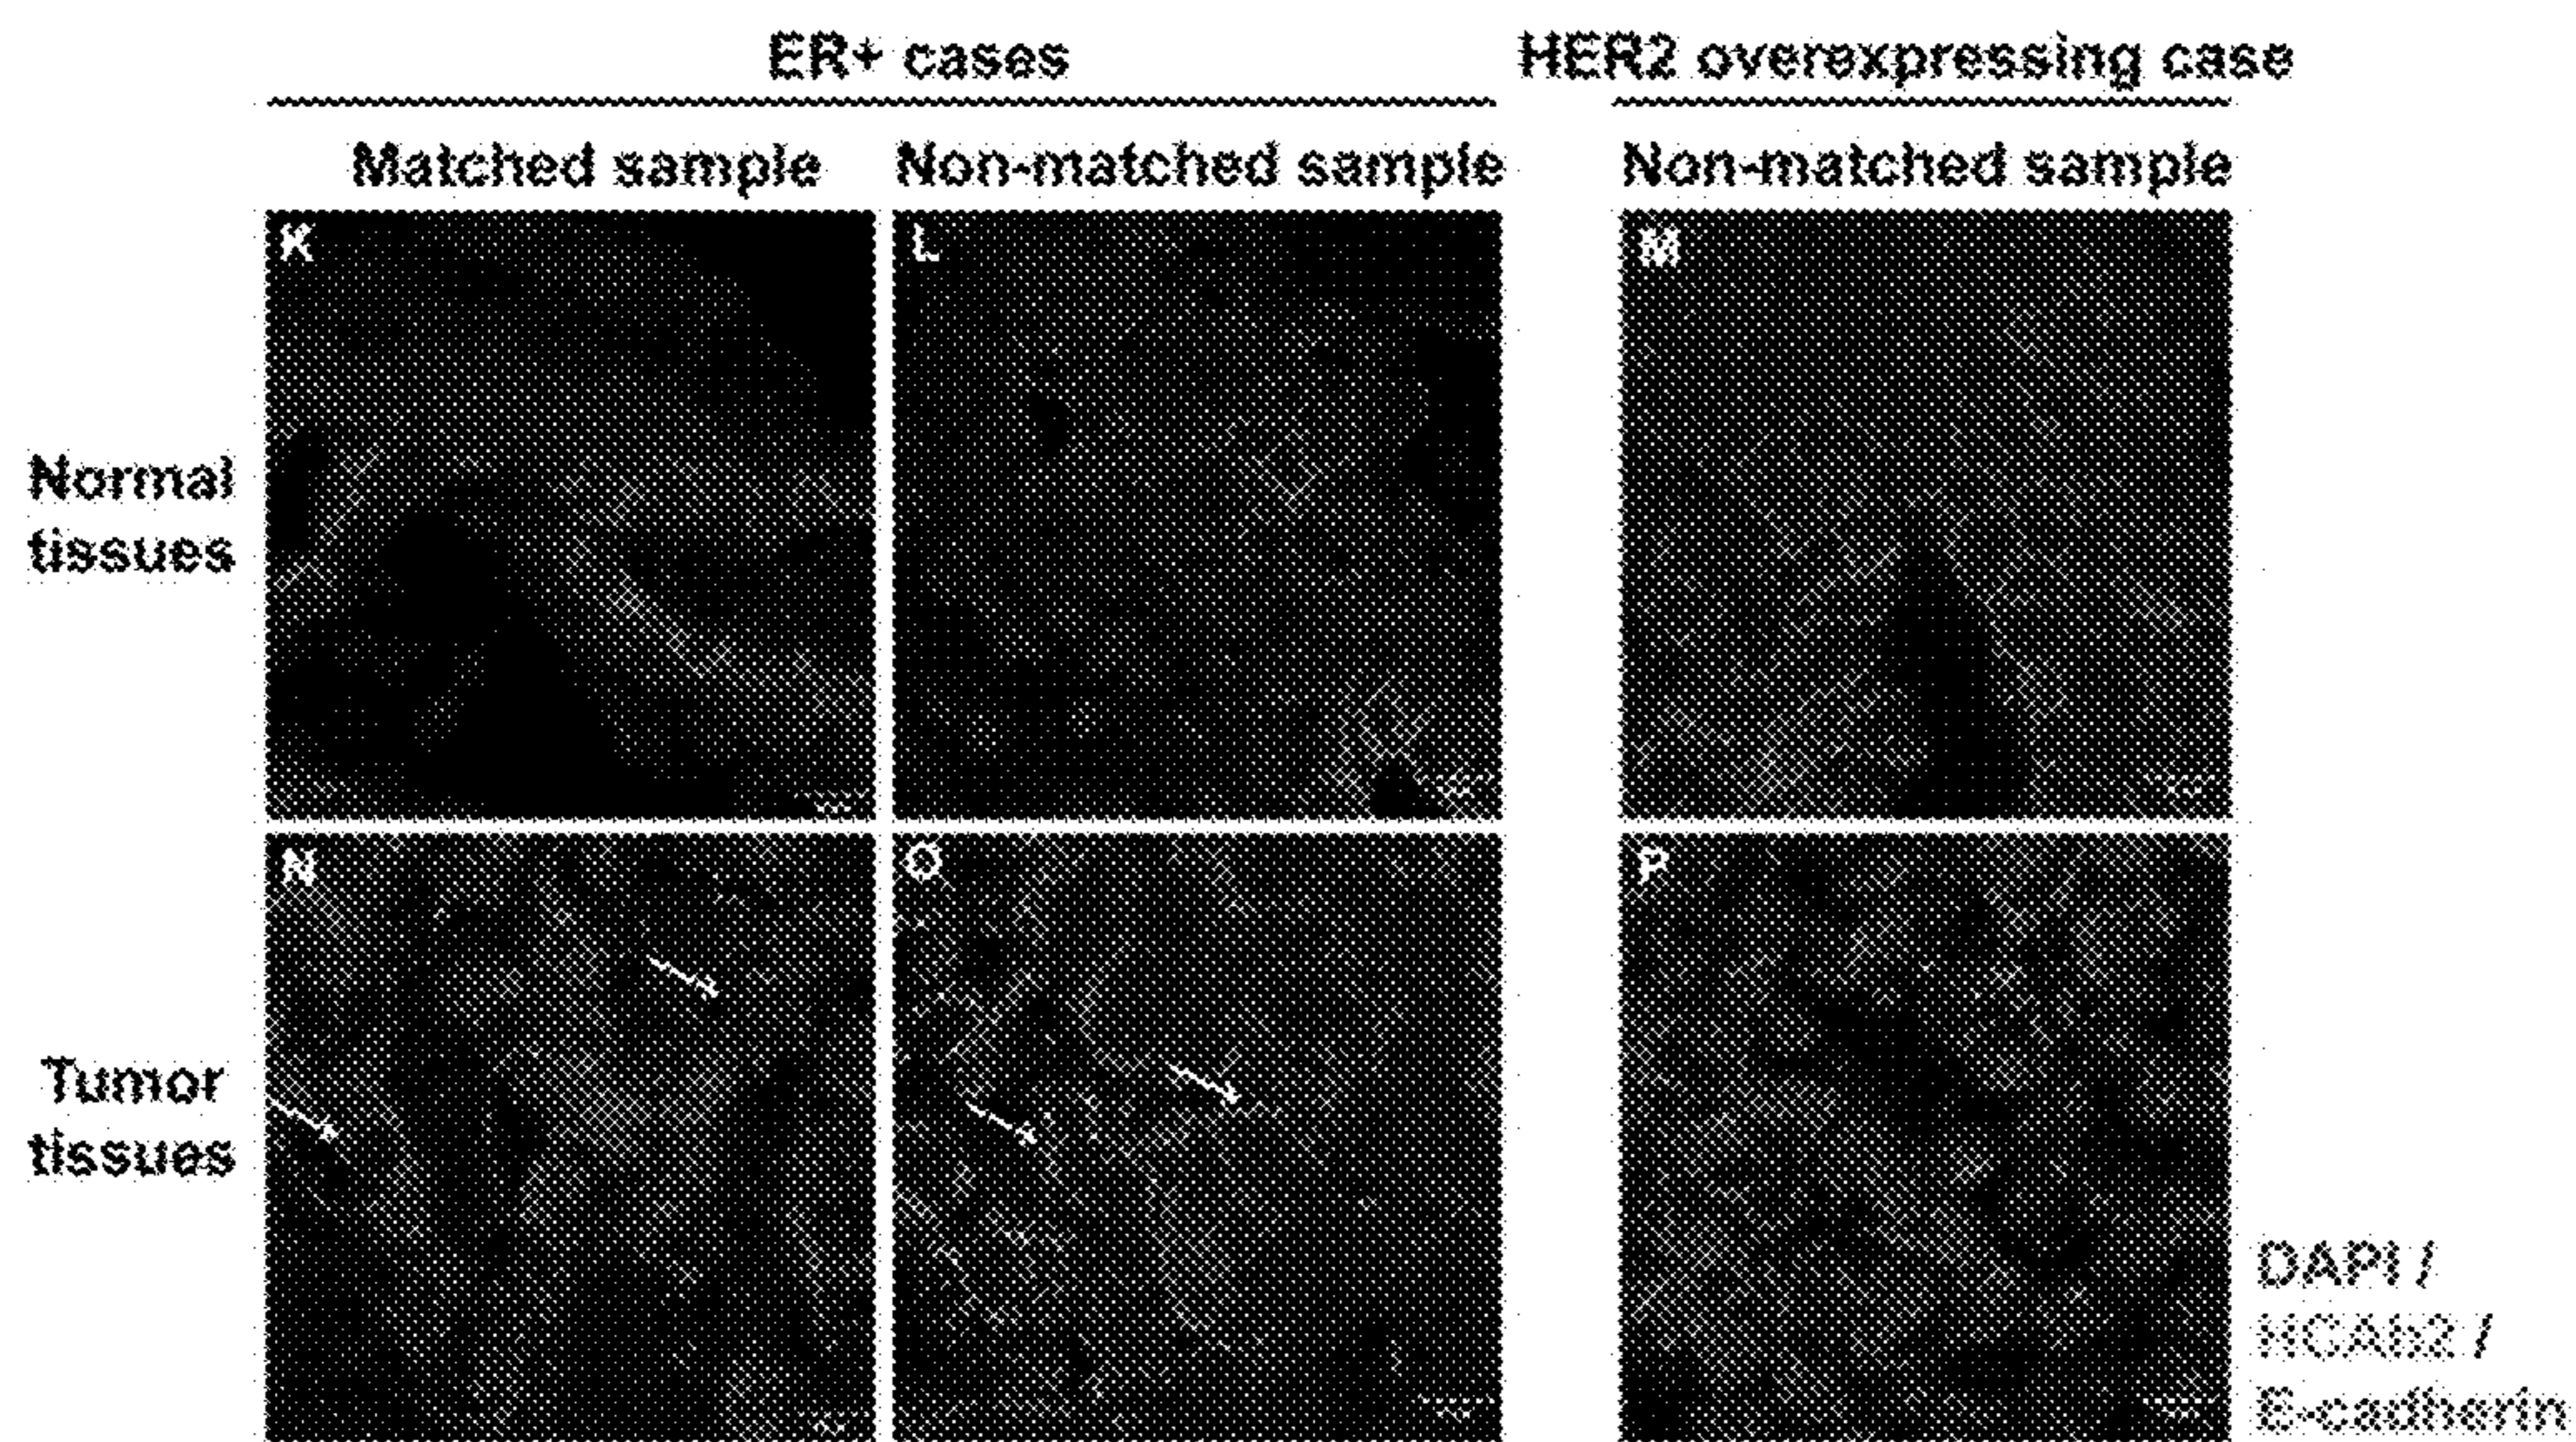 ER+ cases
HER2 overexpressing case
Matched sample
Non-matched sample
Non-matched sample
K
L
M
Normal
tissues
N
O
P
Tumor
tissues
DAPI /
HCAb2 /
E-cadherin